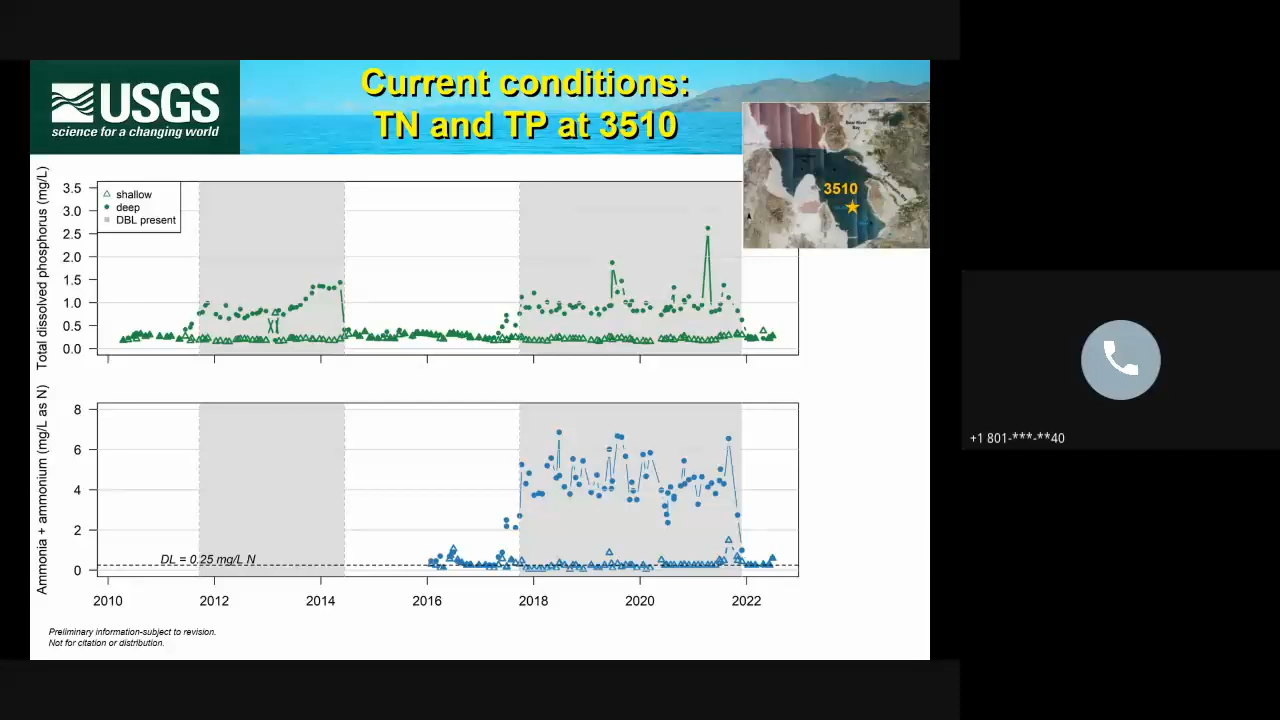 USGS
science for a changing world
Current conditions:
TN and TP at 3510
Bear River
Bay
3510
Total dissolved phosphorus (mg/L)
3.5
3.0
2.5
2.0
1.5
1.0
0.5
0.0
shallow
deep
DBL present
Ammonia + ammonium (mg/L as N)
8
6
4
2
0
DL = 0.25 mg/L N
2010
2012
2014
2016
2018
2020
2022
Preliminary information-subject to revision.
Not for citation or distribution.
+1 801-***-**40